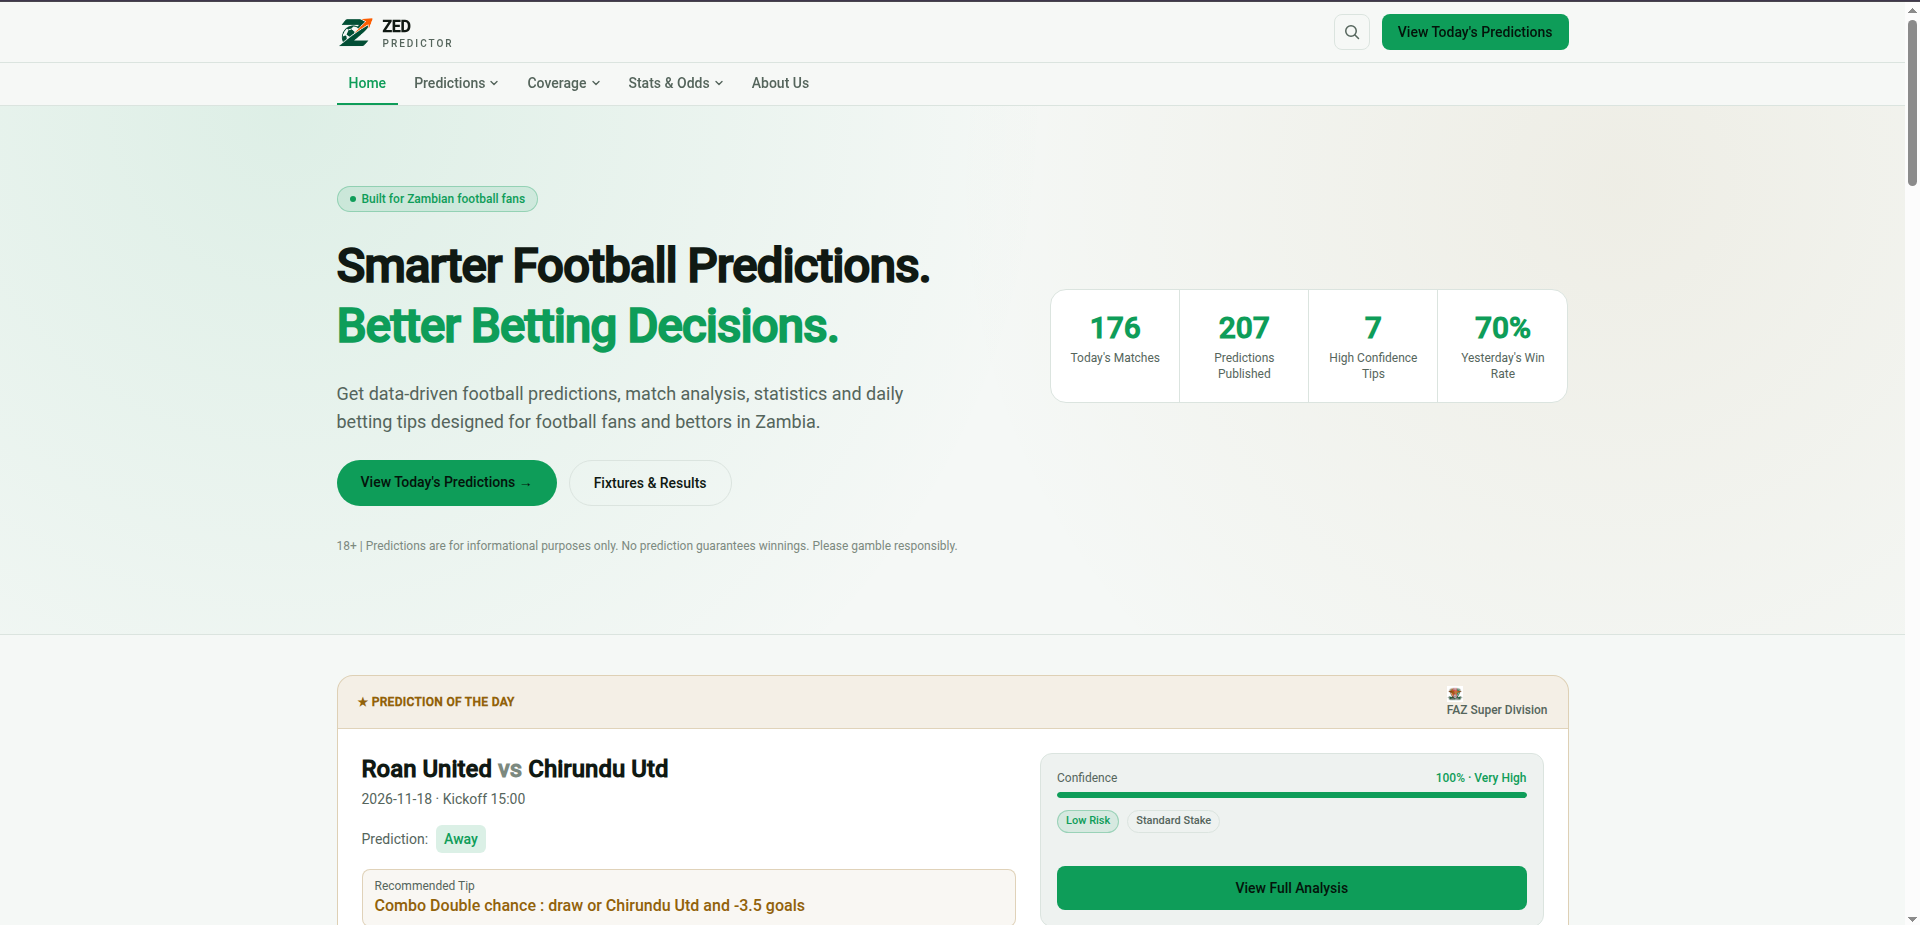 ZED
PREDICTOR
View Today's Predictions
Home
Predictions
Coverage
Stats & Odds
About Us
Built for Zambian football fans
Smarter Football Predictions.
Better Betting Decisions.
Get data-driven football predictions, match analysis, statistics and daily
betting tips designed for football fans and bettors in Zambia.
View Today's Predictions →
Fixtures & Results
18+ | Predictions are for informational purposes only. No prediction guarantees winnings. Please gamble responsibly.
176
Today's Matches
207
Predictions
Published
7
High Confidence
Tips
70%
Yesterday's Win
Rate
★ PREDICTION OF THE DAY
FAZ Super Division
Roan United vs Chirundu Utd
2026-11-18 · Kickoff 15:00
Prediction: Away
Recommended Tip
Combo Double chance : draw or Chirundu Utd and -3.5 goals
Confidence
100% · Very High
Low Risk
Standard Stake
View Full Analysis